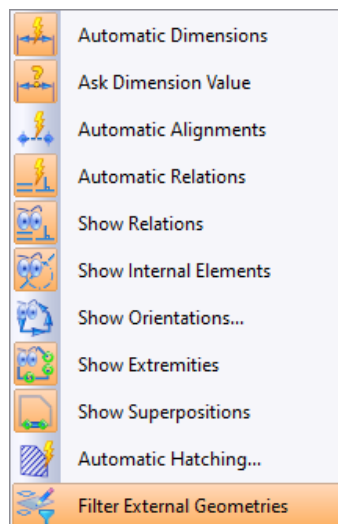 Automatic Dimensions
Ask Dimension Value
Automatic Alignments
Automatic Relations
Show Relations
Show Internal Elements
Show Orientations...
Show Extremities
Show Superpositions
Automatic Hatching...
Filter External Geometries